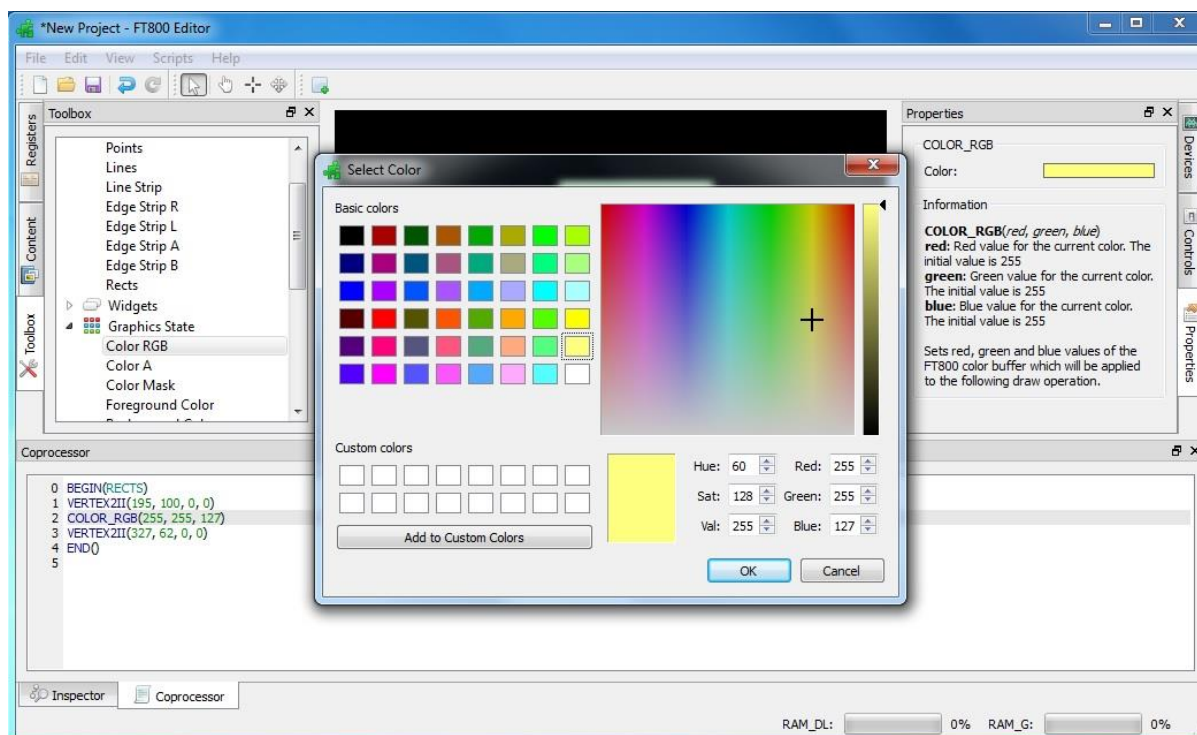 *New Project - FT800 Editor
File Edit View Scripts Help
Registers
Content
Toolbox
Toolbox
Points
Lines
Line Strip
Edge Strip R
Edge Strip L
Edge Strip A
Edge Strip B
Rects
Widgets
Graphics State
Color RGB
Color A
Color Mask
Foreground Color
Select Color
Basic colors
Custom colors
Add to Custom Colors
Hue: 60 Red: 255
Sat: 128 Green: 255
Val: 255 Blue: 127
OK Cancel
Properties
COLOR_RGB
Color:
Information
COLOR_RGB(red, green, blue)
red: Red value for the current color. The
initial value is 255
green: Green value for the current color.
The initial value is 255
blue: Blue value for the current color.
The initial value is 255
Sets red, green and blue values of the
FT800 color buffer which will be applied
to the following draw operation.
Devices
Controls
Properties
Coprocessor
0 BEGIN(RECTS)
1 VERTEX2II(195, 100, 0, 0)
2 COLOR_RGB(255, 255, 127)
3 VERTEX2II(327, 62, 0, 0)
4 END()
5
Inspector Coprocessor
RAM_DL: 0% RAM_G: 0%